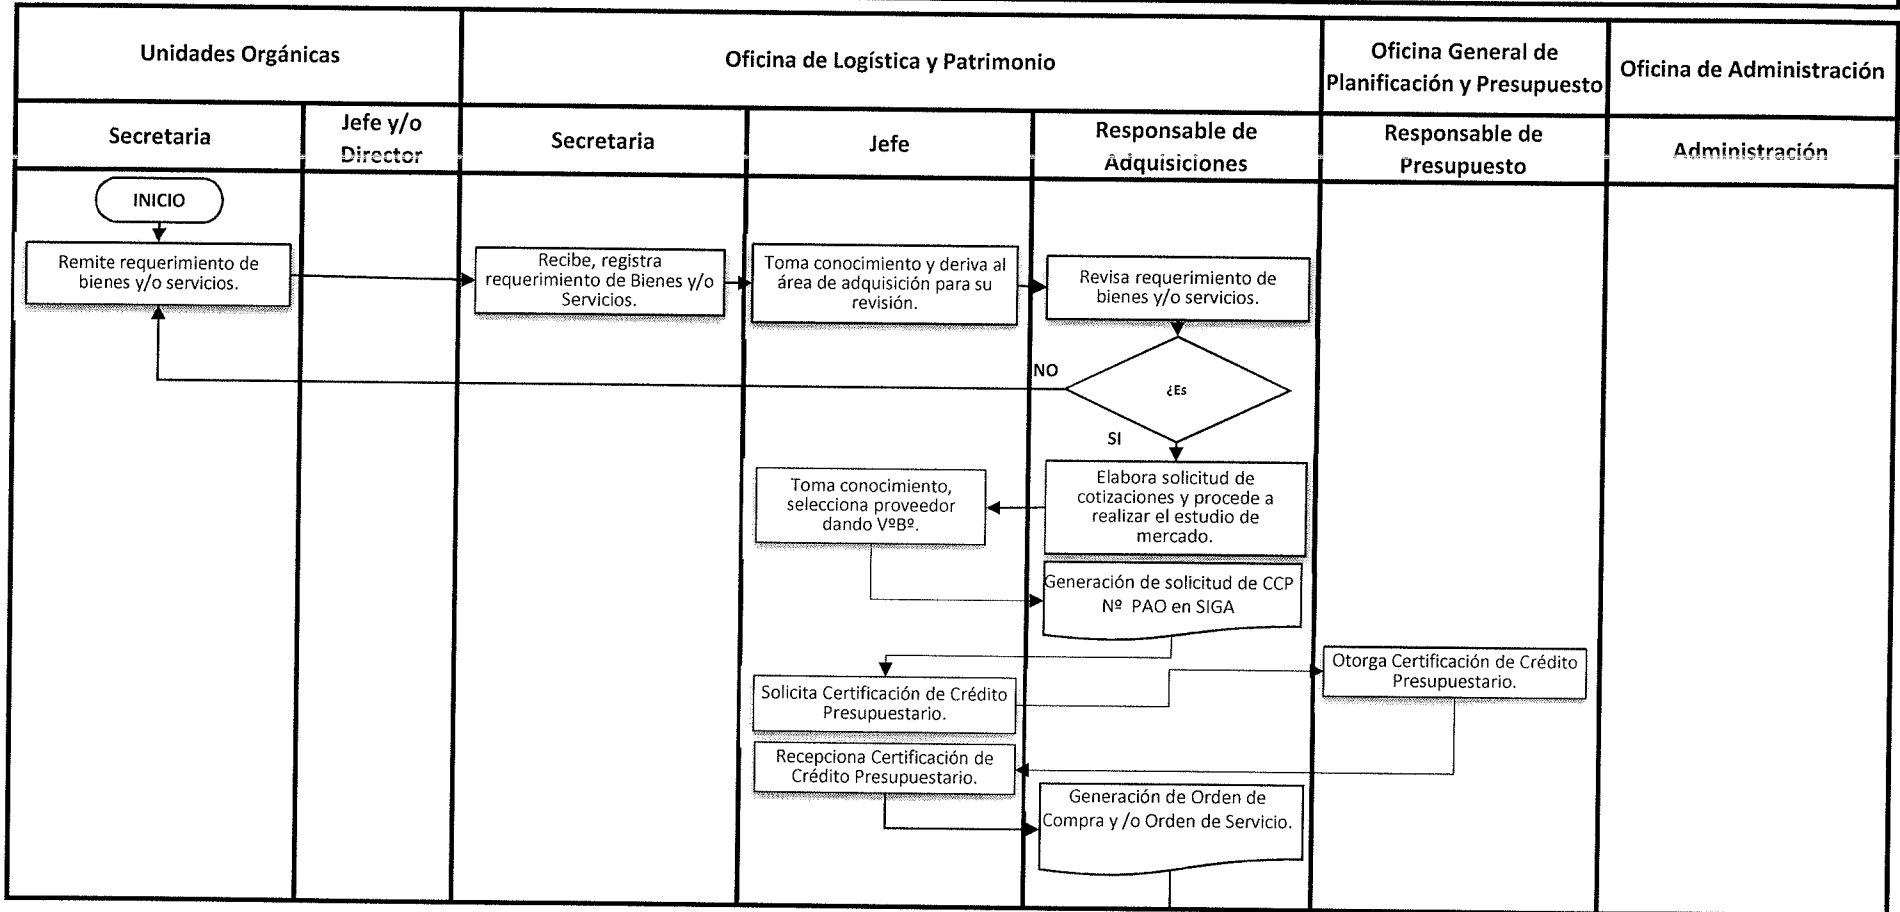 Unidades Orgánicas
Oficina de Logística y Patrimonio
Oficina General de
Planificación y Presupuesto
Oficina de Administración
Secretaria
Jefe y/o
Director
Secretaria
Jefe
Responsable de
Adquisiciones
Responsable de
Presupuesto
Administración
INICIO
Remite requerimiento de
bienes y/o servicios.
Recibe, registra
requerimiento de Bienes y/o
Servicios.
Toma conocimiento y deriva al
área de adquisición para su
revisión.
Revisa requerimiento de
bienes y/o servicios.
NO
¿Es
SI
Elabora solicitud de
cotizaciones y procede a
realizar el estudio de
mercado.
Toma conocimiento,
selecciona proveedor
dando VºBº.
Generación de solicitud de CCP
Nº PAO en SIGA
Otorga Certificación de Crédito
Presupuestario.
Solicita Certificación de Crédito
Presupuestario.
Recepciona Certificación de
Crédito Presupuestario.
Generación de Orden de
Compra y /o Orden de Servicio.